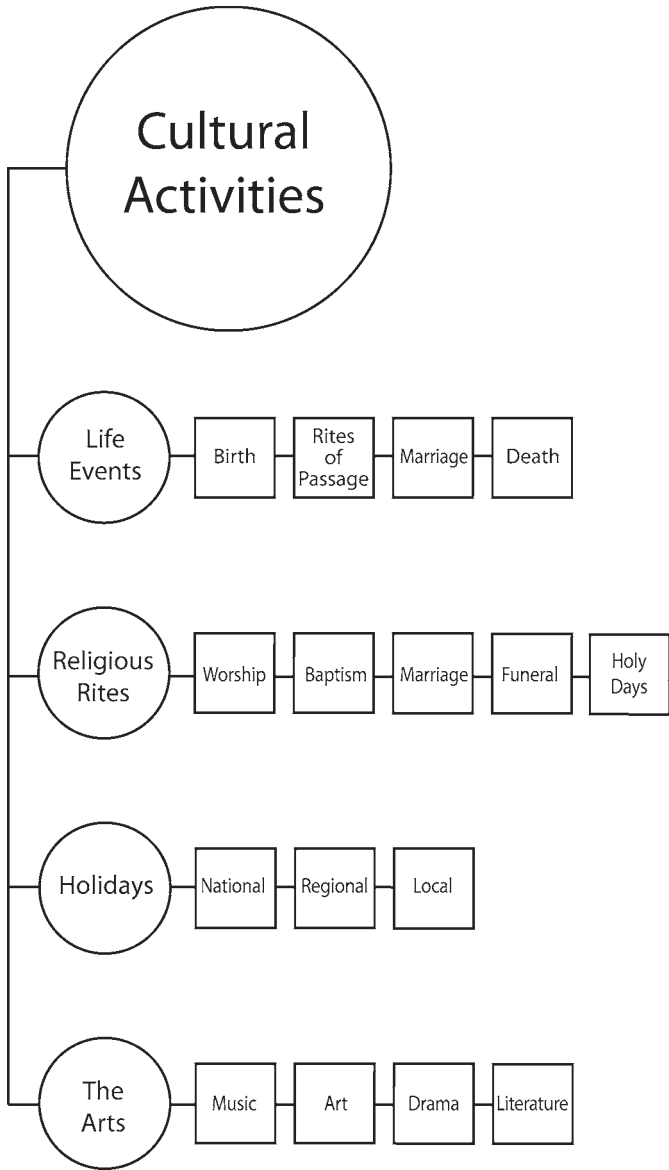 Cultural
Activities
Life
Events
Birth
Rites
of
Passage
Marriage
Death
Religious
Rites
Worship
Baptism
Marriage
Funeral
Holy
Days
Holidays
National
Regional
Local
The
Arts
Music
Art
Drama
Literature